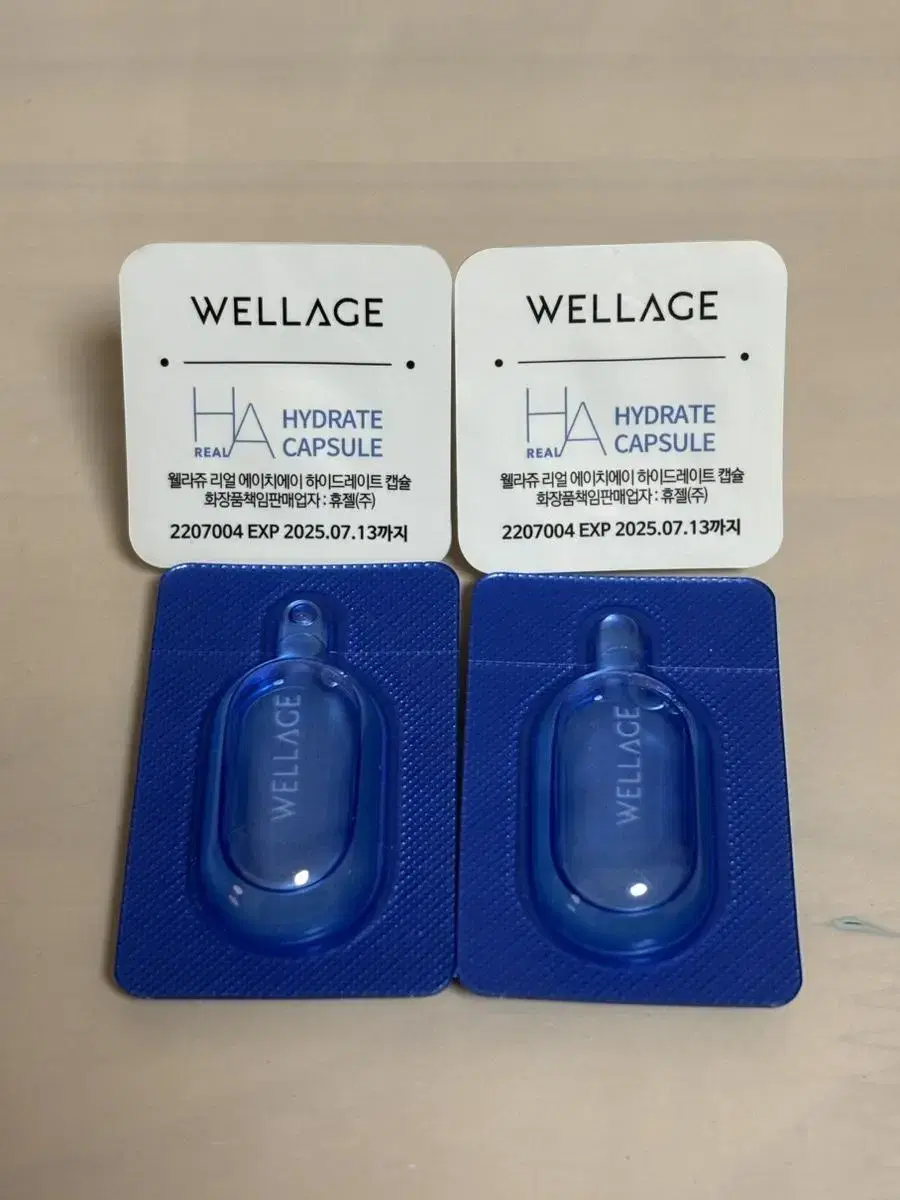 WELLAGE
REAL HA HYDRATE
CAPSULE
웰라쥬 리얼 에이치에이 하이드레이트 캡슐
화장품책임판매업자 : 휴젤(주)
2207004 EXP 2025.07.13까지
WELLAGE
REAL HA HYDRATE
CAPSULE
웰라쥬 리얼 에이치에이 하이드레이트 캡슐
화장품책임판매업자 : 휴젤(주)
2207004 EXP 2025.07.13까지
WELLAGE
WELLAGE